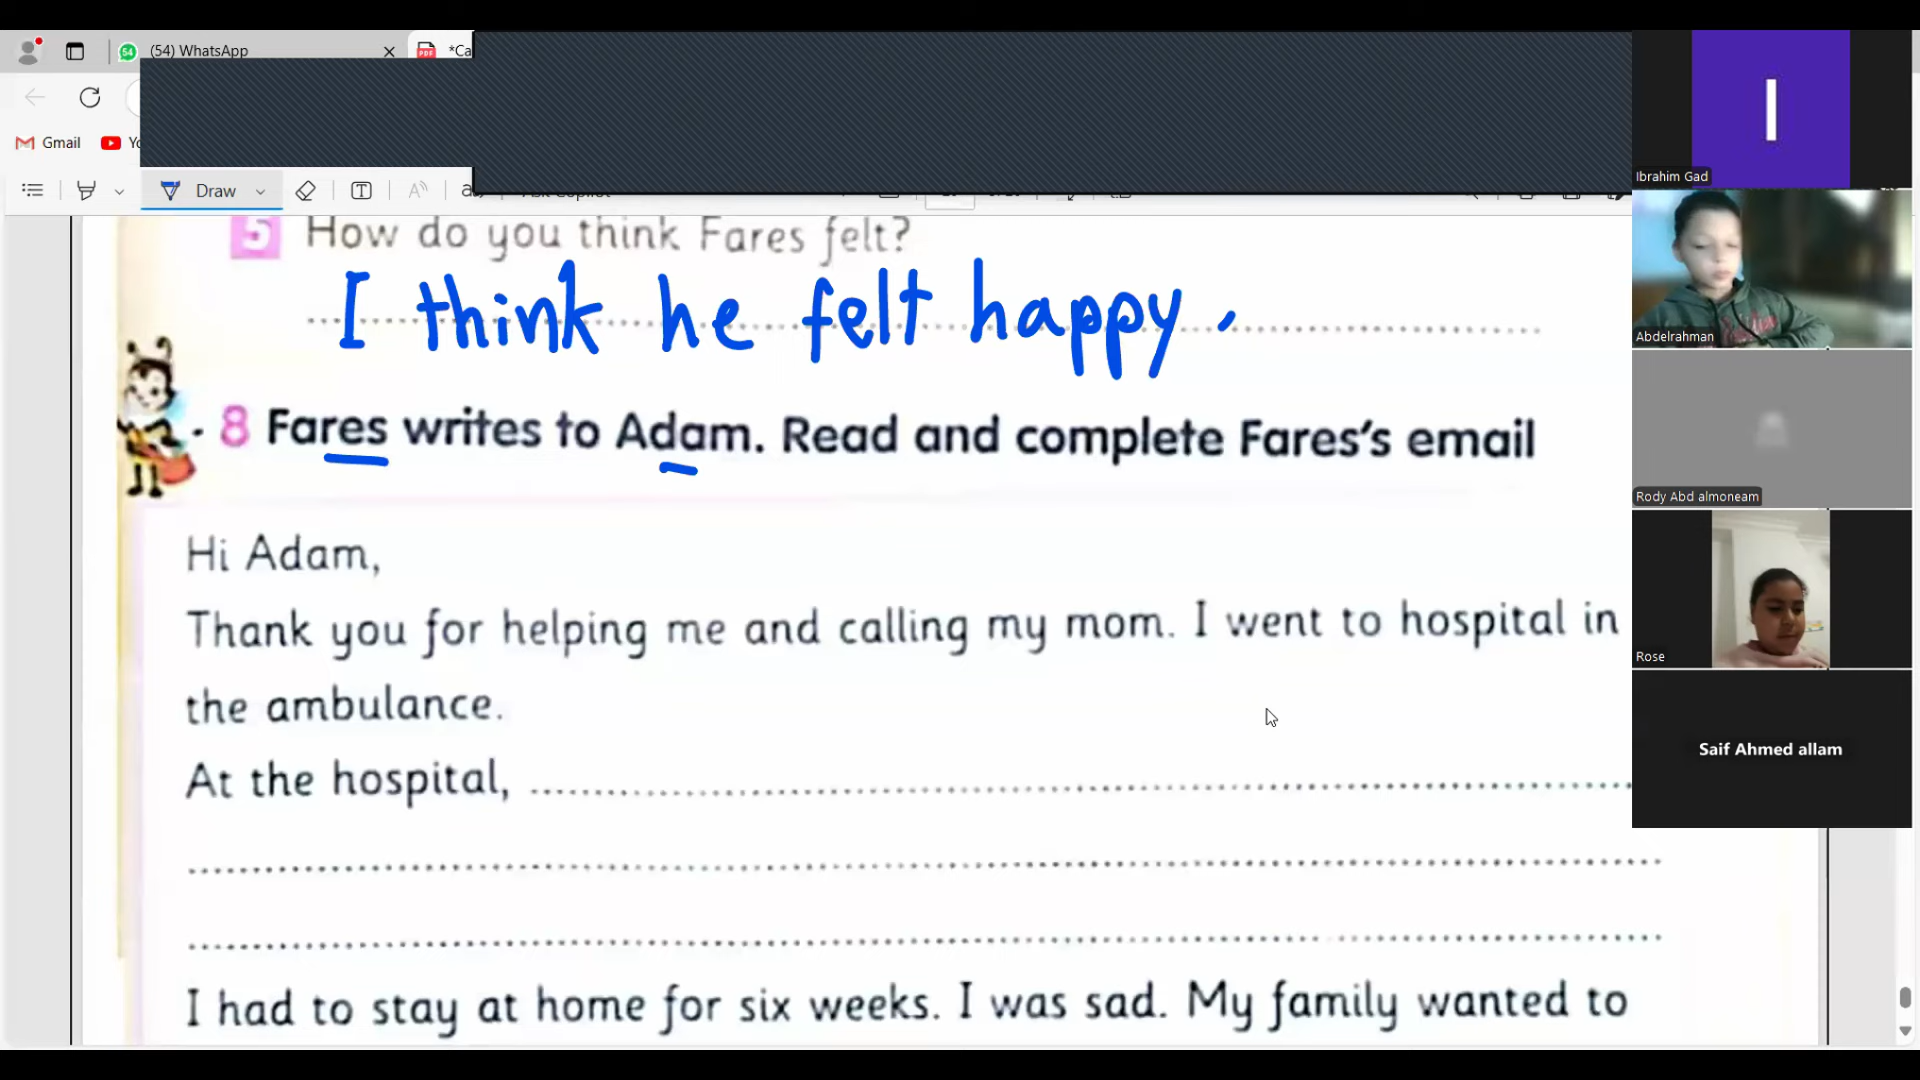 (54) WhatsApp
*Ca
Gmail
Draw
5 How do you think Fares felt?
I think he felt happy.
8 Fares writes to Adam. Read and complete Fares's email
Hi Adam,
Thank you for helping me and calling my mom. I went to hospital in
the ambulance.
At the hospital,
I had to stay at home for six weeks. I was sad. My family wanted to
I
Ibrahim Gad
Abdelrahman
Rody Abd almoneam
Rose
Saif Ahmed allam